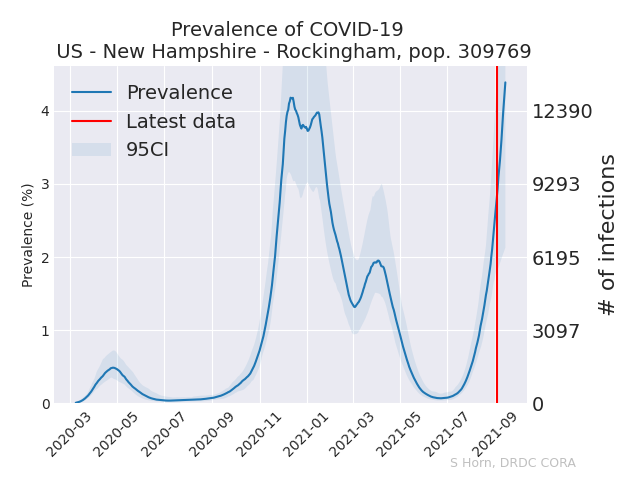 Prevalence of COVID-19
US - New Hampshire - Rockingham, pop. 309769
Prevalence
Latest data
95CI
Prevalence (%)
4
3
2
1
0
12390
9293
6195
3097
0
# of infections
2020-03
2020-05
2020-07
2020-09
2020-11
2021-01
2021-03
2021-05
2021-07
2021-09
S Horn, DRDC CORA